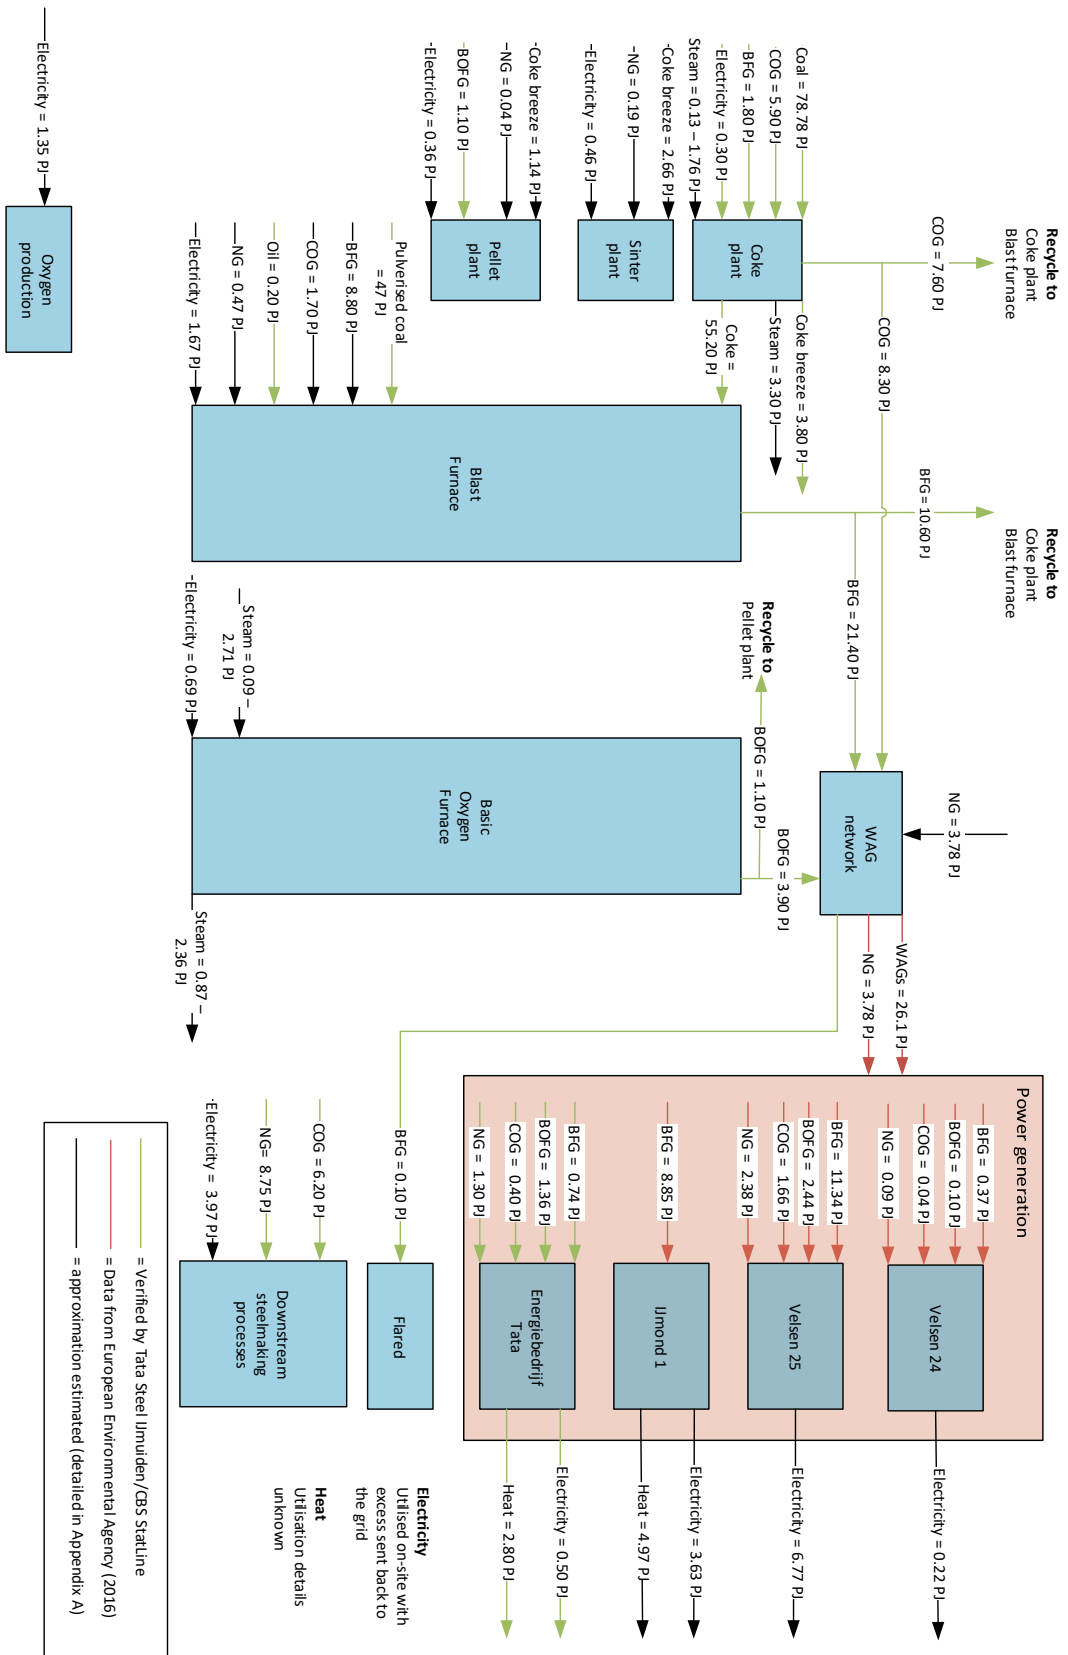 Recycle to
Coke plant
Blast furnace
COG = 7.60 PJ
COG = 8.30 PJ
Recycle to
Coke plant
Blast furnace
BFG = 10.60 PJ
BFG = 21.40 PJ
NG = 3.78 PJ
WAG
network
WAGs = 26.1 PJ
NG = 3.78 PJ
Coal = 78.78 PJ
COG = 5.90 PJ
BFG = 1.80 PJ
Electricity = 0.30 PJ
Steam = 0.13 – 1.76 PJ
Coke
plant
Coke breeze = 3.80 PJ
Steam = 3.30 PJ
Coke =
55.20 PJ
Coke breeze = 2.66 PJ
NG = 0.19 PJ
Electricity = 0.46 PJ
Sinter
plant
Coke breeze = 1.14 PJ
NG = 0.04 PJ
BOFG = 1.10 PJ
Electricity = 0.36 PJ
Pellet
plant
Pulverised coal
= 47 PJ
BFG = 8.80 PJ
COG = 1.70 PJ
Oil = 0.20 PJ
NG = 0.47 PJ
Electricity = 1.67 PJ
Blast
Furnace
Recycle to
Pellet plant
BOFG = 1.10 PJ
BOFG = 3.90 PJ
Steam = 0.09 –
2.71 PJ
Electricity = 0.69 PJ
Basic
Oxygen
Furnace
Steam = 0.87 –
2.36 PJ
Electricity = 1.35 PJ
Oxygen
production
Power generation
BFG = 0.37 PJ
BOFG = 0.10 PJ
COG = 0.04 PJ
NG = 0.09 PJ
Velsen 24
Electricity = 0.22 PJ
BFG = 11.34 PJ
BOFG = 2.44 PJ
COG = 1.66 PJ
NG = 2.38 PJ
Velsen 25
Electricity = 6.77 PJ
BFG = 8.85 PJ
IJmond 1
Electricity = 3.63 PJ
Heat = 4.97 PJ
BFG = 0.74 PJ
BOFG = 1.36 PJ
COG = 0.40 PJ
NG = 1.30 PJ
Energiebedrijf
Tata
Electricity = 0.50 PJ
Heat = 2.80 PJ
BFG = 0.10 PJ
Flared
COG = 6.20 PJ
NG= 8.75 PJ
Electricity = 3.97 PJ
Downstream
steelmaking
processes
Electricity
Utilised on-site with
excess sent back to
the grid
Heat
Utilisation details
unknown
= Verified by Tata Steel IJmuiden/CBS StatLine
= Data from European Environmental Agency (2016)
= approximation estimated (detailed in Appendix A)